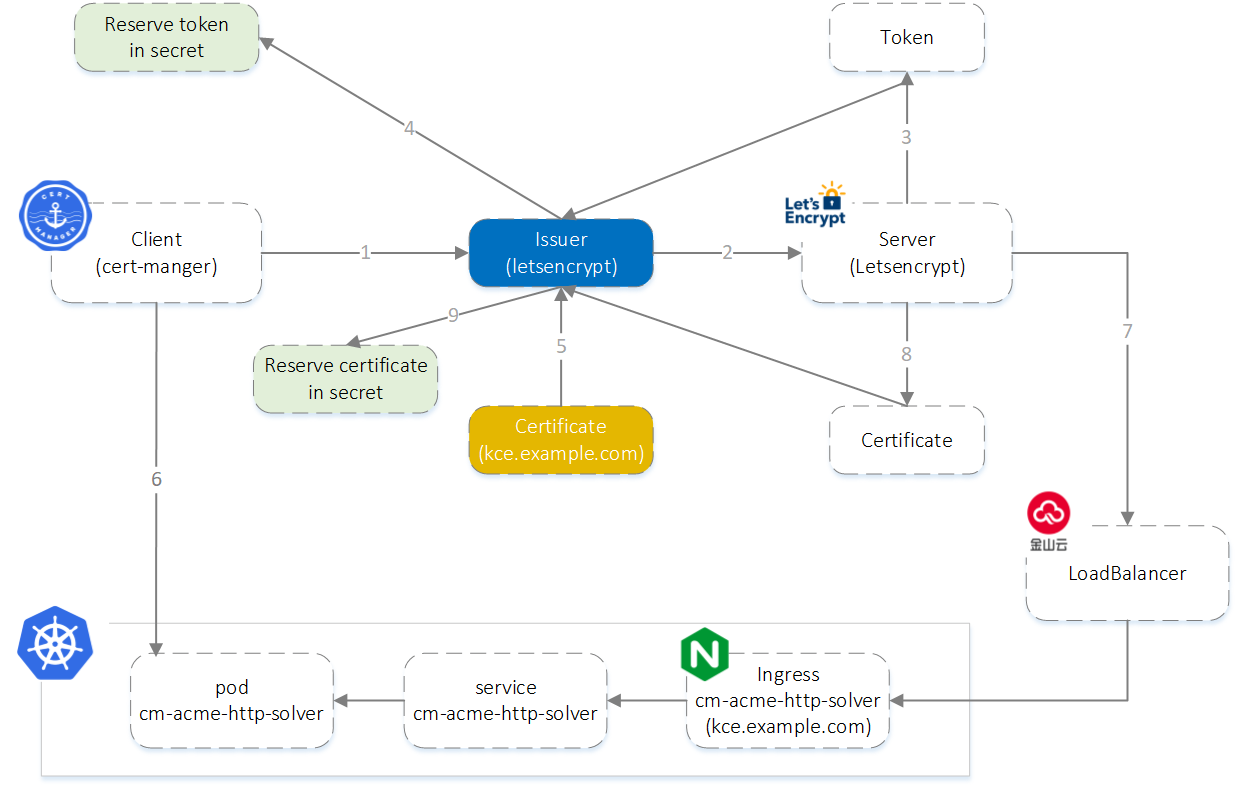 Reserve token
in secret
Token
4
3
CERT
MANAGER
Let's
Encrypt
Client
(cert-manger)
1
Issuer
(letsencrypt)
2
Server
(Letsencrypt)
9
5
8
7
Reserve certificate
in secret
Certificate
(kce.example.com)
Certificate
6
金山云
LoadBalancer
pod
cm-acme-http-solver
service
cm-acme-http-solver
N
Ingress
cm-acme-http-solver
(kce.example.com)